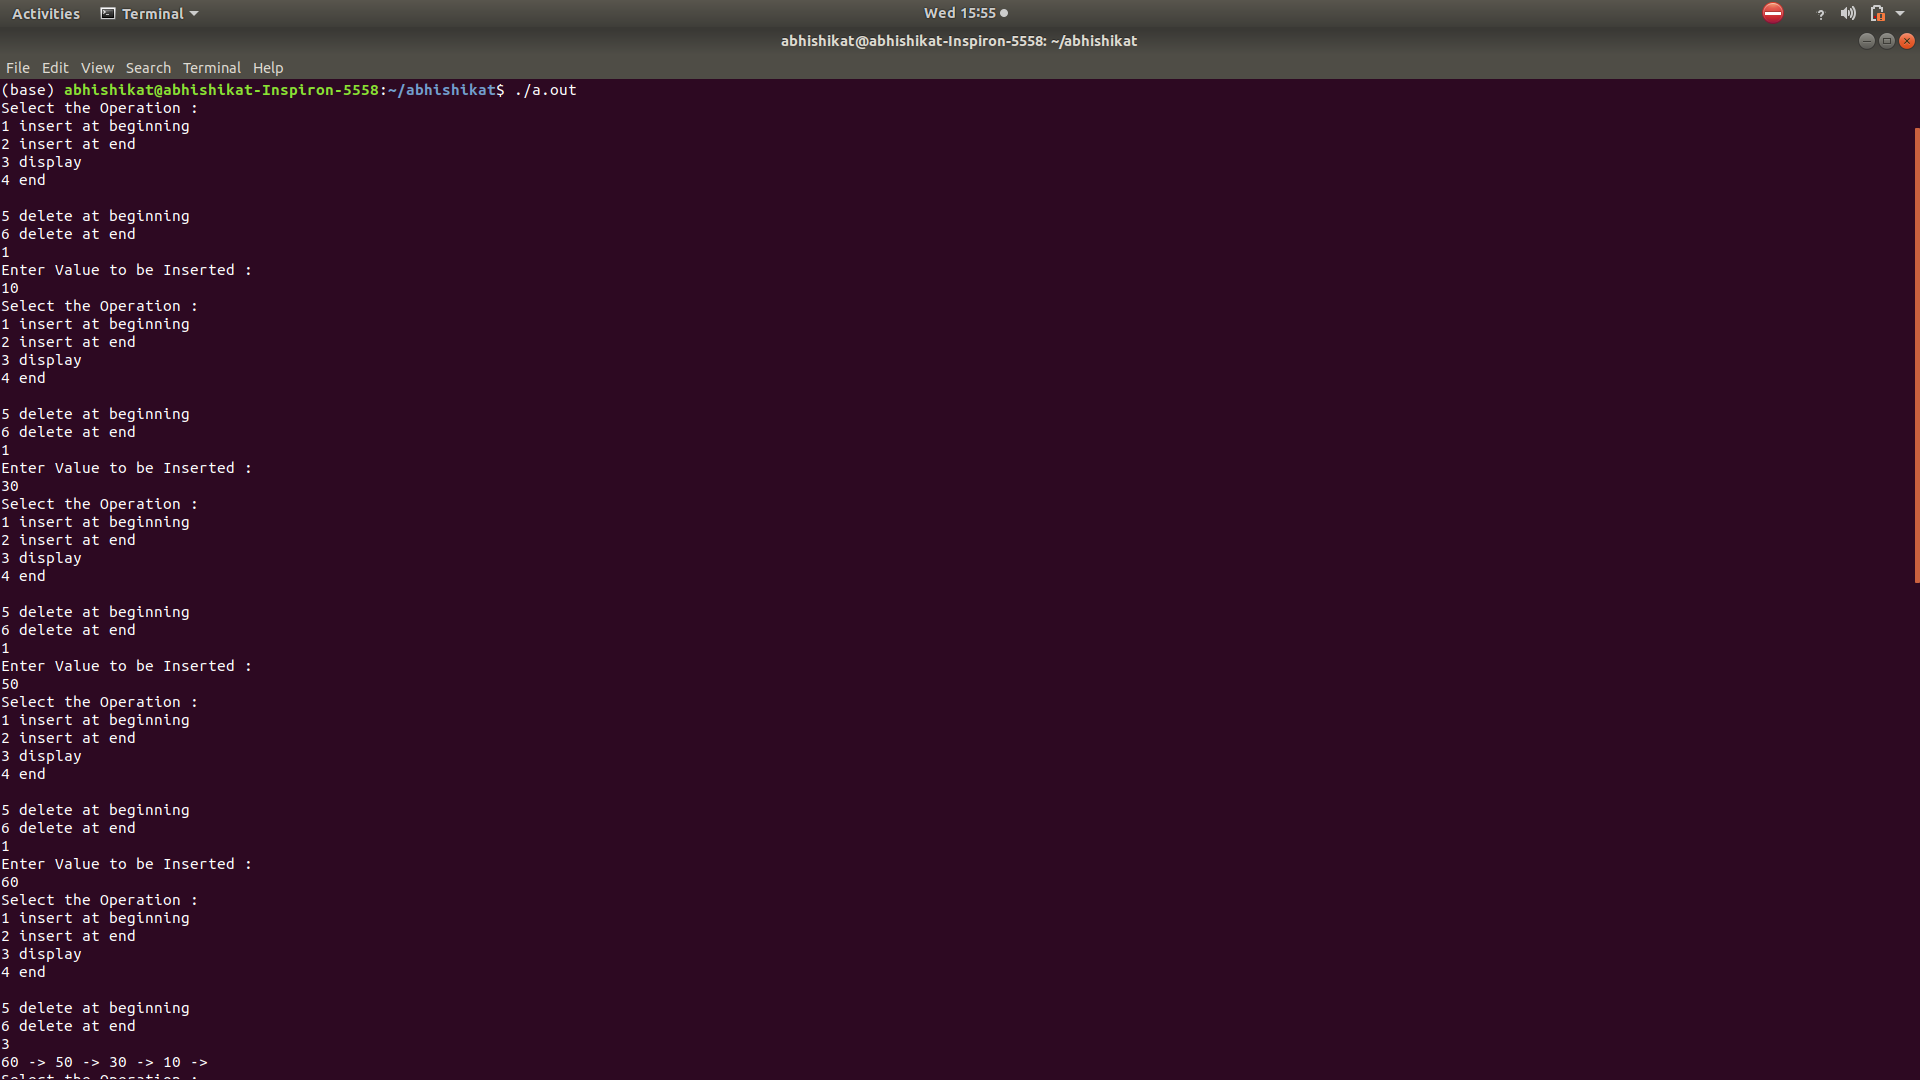 Activities Terminal Wed 15:55 ?
abhishikat@abhishikat-Inspiron-5558: ~/abhishikat
File Edit View Search Terminal Help
(base) abhishikat@abhishikat-Inspiron-5558:~/abhishikat$ ./a.out
Select the Operation :
1 insert at beginning
2 insert at end
3 display
4 end

5 delete at beginning
6 delete at end
1
Enter Value to be Inserted :
10
Select the Operation :
1 insert at beginning
2 insert at end
3 display
4 end

5 delete at beginning
6 delete at end
1
Enter Value to be Inserted :
30
Select the Operation :
1 insert at beginning
2 insert at end
3 display
4 end

5 delete at beginning
6 delete at end
1
Enter Value to be Inserted :
50
Select the Operation :
1 insert at beginning
2 insert at end
3 display
4 end

5 delete at beginning
6 delete at end
1
Enter Value to be Inserted :
60
Select the Operation :
1 insert at beginning
2 insert at end
3 display
4 end

5 delete at beginning
6 delete at end
3
60 -> 50 -> 30 -> 10 ->
Select the Operation :